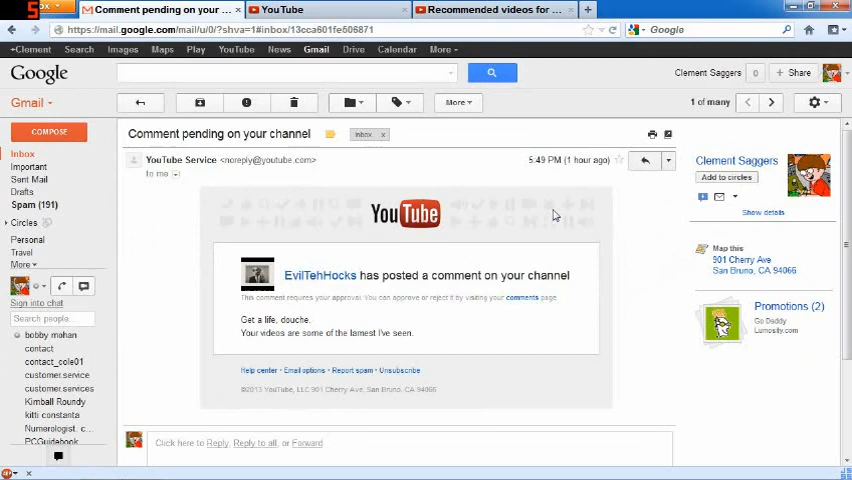 5
Comment pending on your...
YouTube
Recommended videos for ...
https://mail.google.com/mail/u/0/?shva=1#inbox/13cca601fe506871
Google
+Clement Search Images Maps Play YouTube News Gmail Drive Calendar More
Google
Clement Saggers 0 + Share
Gmail
More
1 of many
COMPOSE
Inbox
Important
Sent Mail
Drafts
Spam (191)
Circles
Personal
Travel
More
Sign into chat
Search people...
bobby mohan
contact
contact_cole01
customer.service
customer.services
Kimball Roundy
kitti constanta
Numerologist. c...
PCGuidebook
Comment pending on your channel
Inbox x
YouTube Service <noreply@youtube.com>
5:49 PM (1 hour ago)
to me
YouTube
EvilTehHocks has posted a comment on your channel
This comment requires your approval. You can approve or reject it by visiting your comments page.
Get a life, douche.
Your videos are some of the lamest I've seen.
Help center · Email options · Report spam · Unsubscribe
©2013 YouTube, LLC 901 Cherry Ave, San Bruno, CA 94066
Click here to Reply, Reply to all, or Forward
Clement Saggers
Add to circles
Show details
Map this
901 Cherry Ave
San Bruno, CA 94066
Promotions (2)
Go Daddy
Lumosity.com